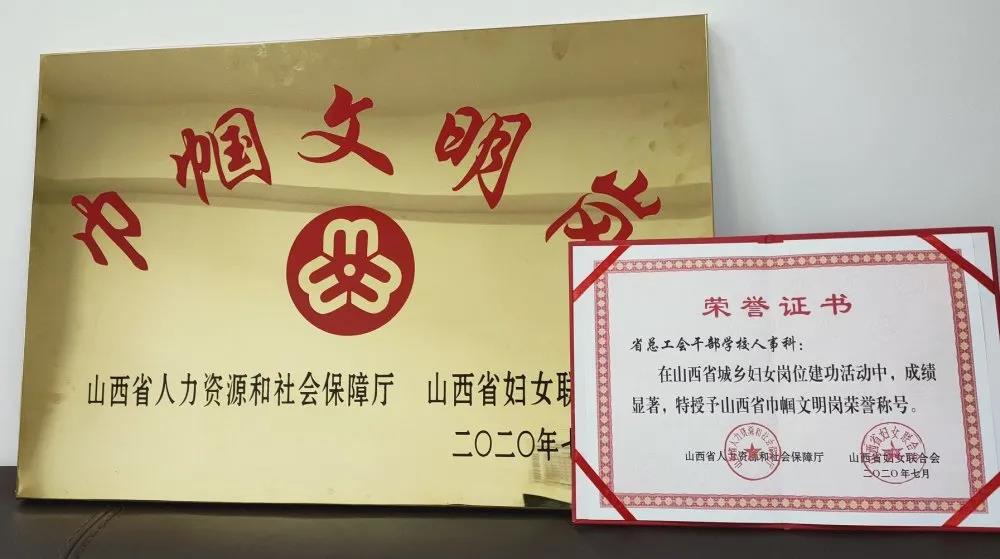 巾帼文明岗
山西省人力资源和社会保障厅 山西省妇女联
二〇二〇年七
荣誉证书
省总工会干部学校人事科：
在山西省城乡妇女岗位建功活动中，成绩
显著，特授予山西省巾帼文明岗荣誉称号。
山西省人力资源和社会保障厅 山西省妇女联合会
二〇二〇年七月